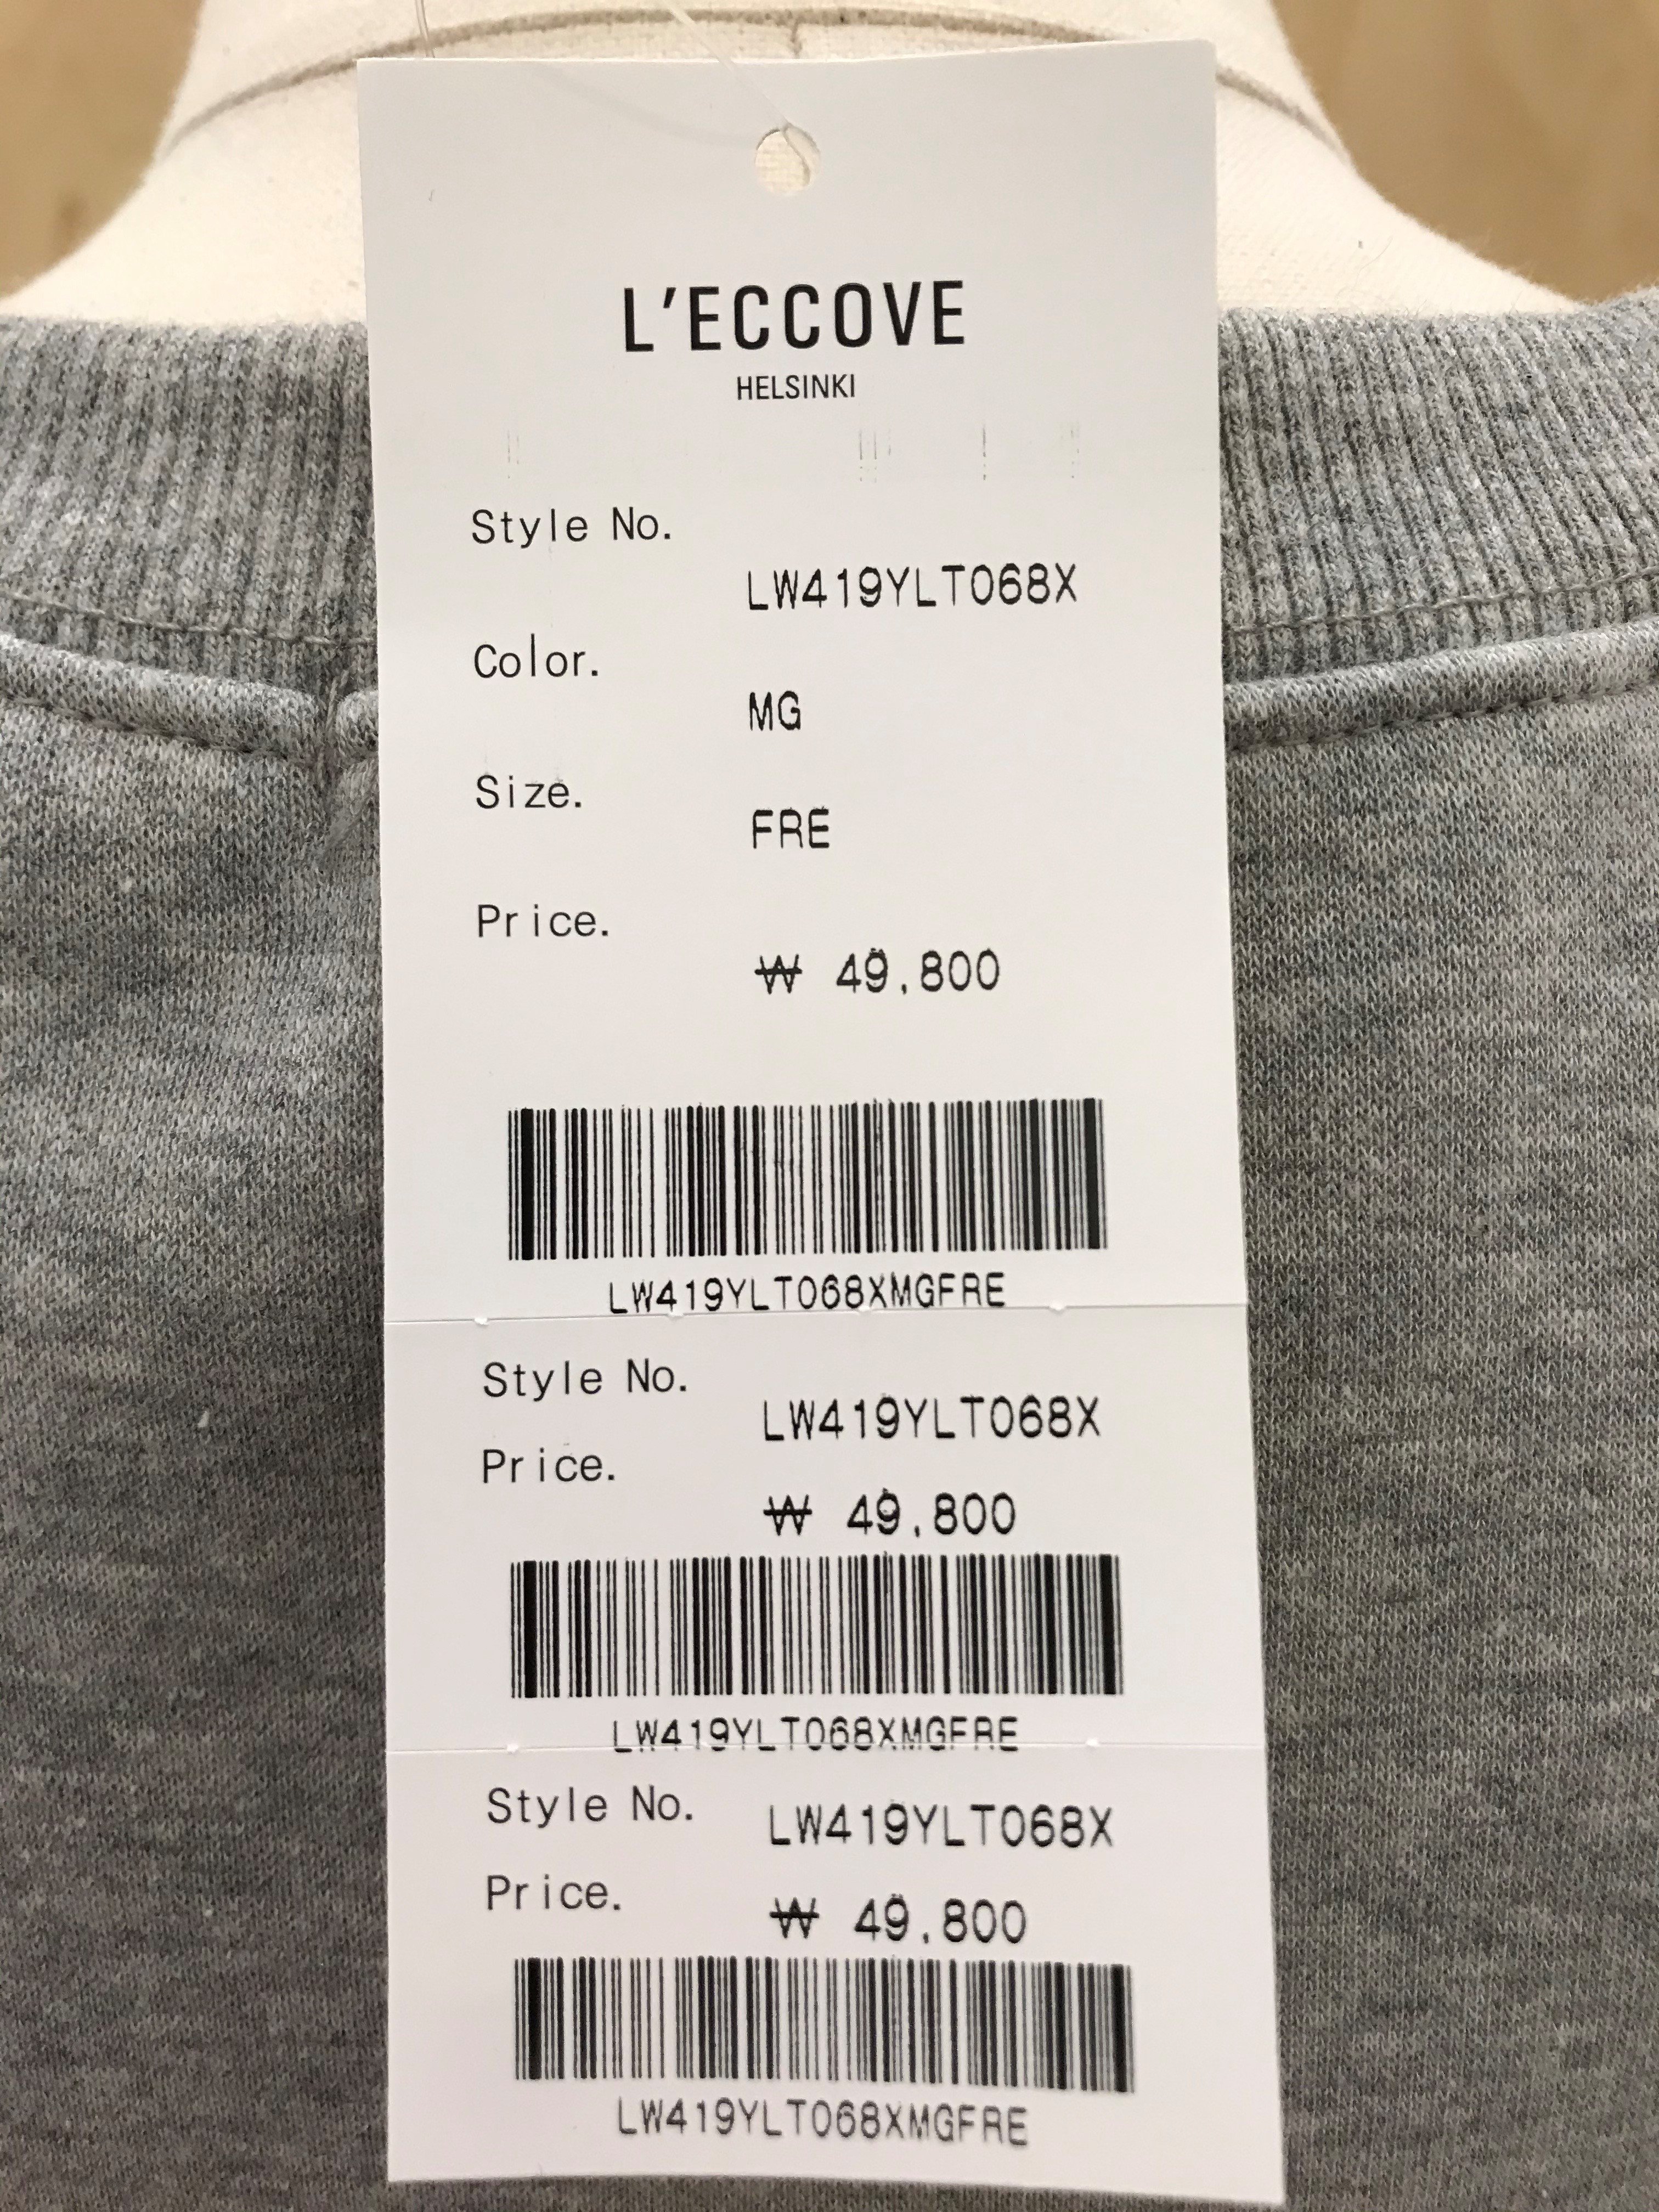 L'ECCOVE
HELSINKI
Style No.
LW419YLT068X
Color.
MG
Size.
FRE
Price.
₩ 49,800
LW419YLT068XMGFRE
Style No.
LW419YLT068X
Price.
₩ 49,800
LW419YLT068XMGFRE
Style No.
LW419YLT068X
Price.
₩ 49,800
LW419YLT068XMGFRE